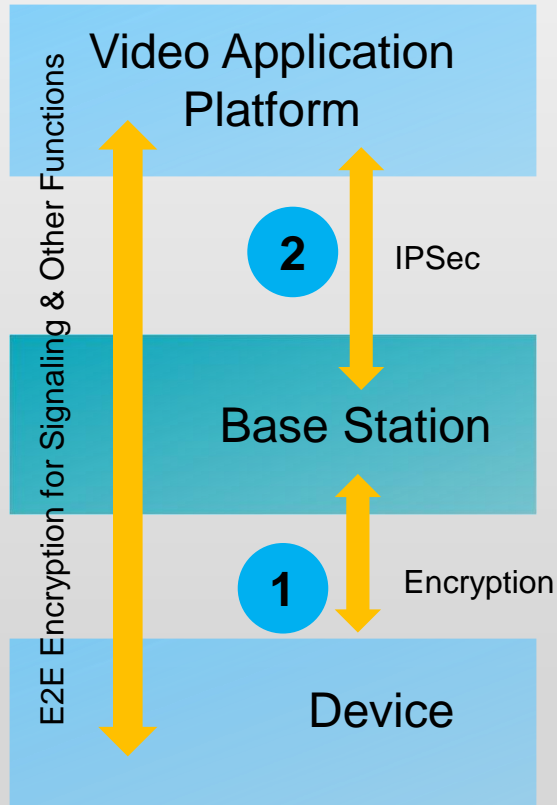 Video Application
Platform
E2E Encryption for Signaling & Other Functions
2
IPSec
Base Station
1
Encryption
Device